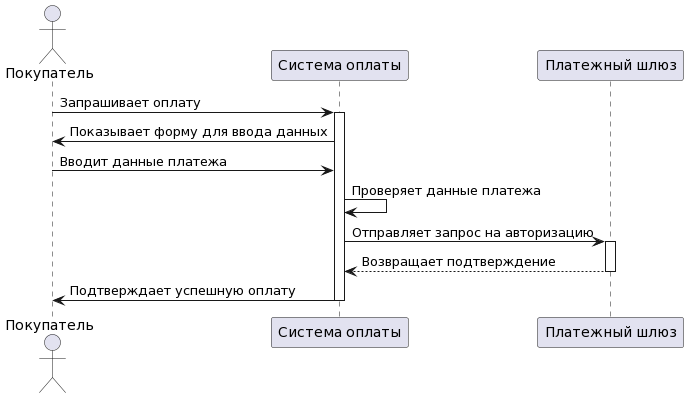 Покупатель
Система оплаты
Платежный шлюз
Запрашивает оплату
Показывает форму для ввода данных
Вводит данные платежа
Проверяет данные платежа
Отправляет запрос на авторизацию
Возвращает подтверждение
Подтверждает успешную оплату
Покупатель
Система оплаты
Платежный шлюз